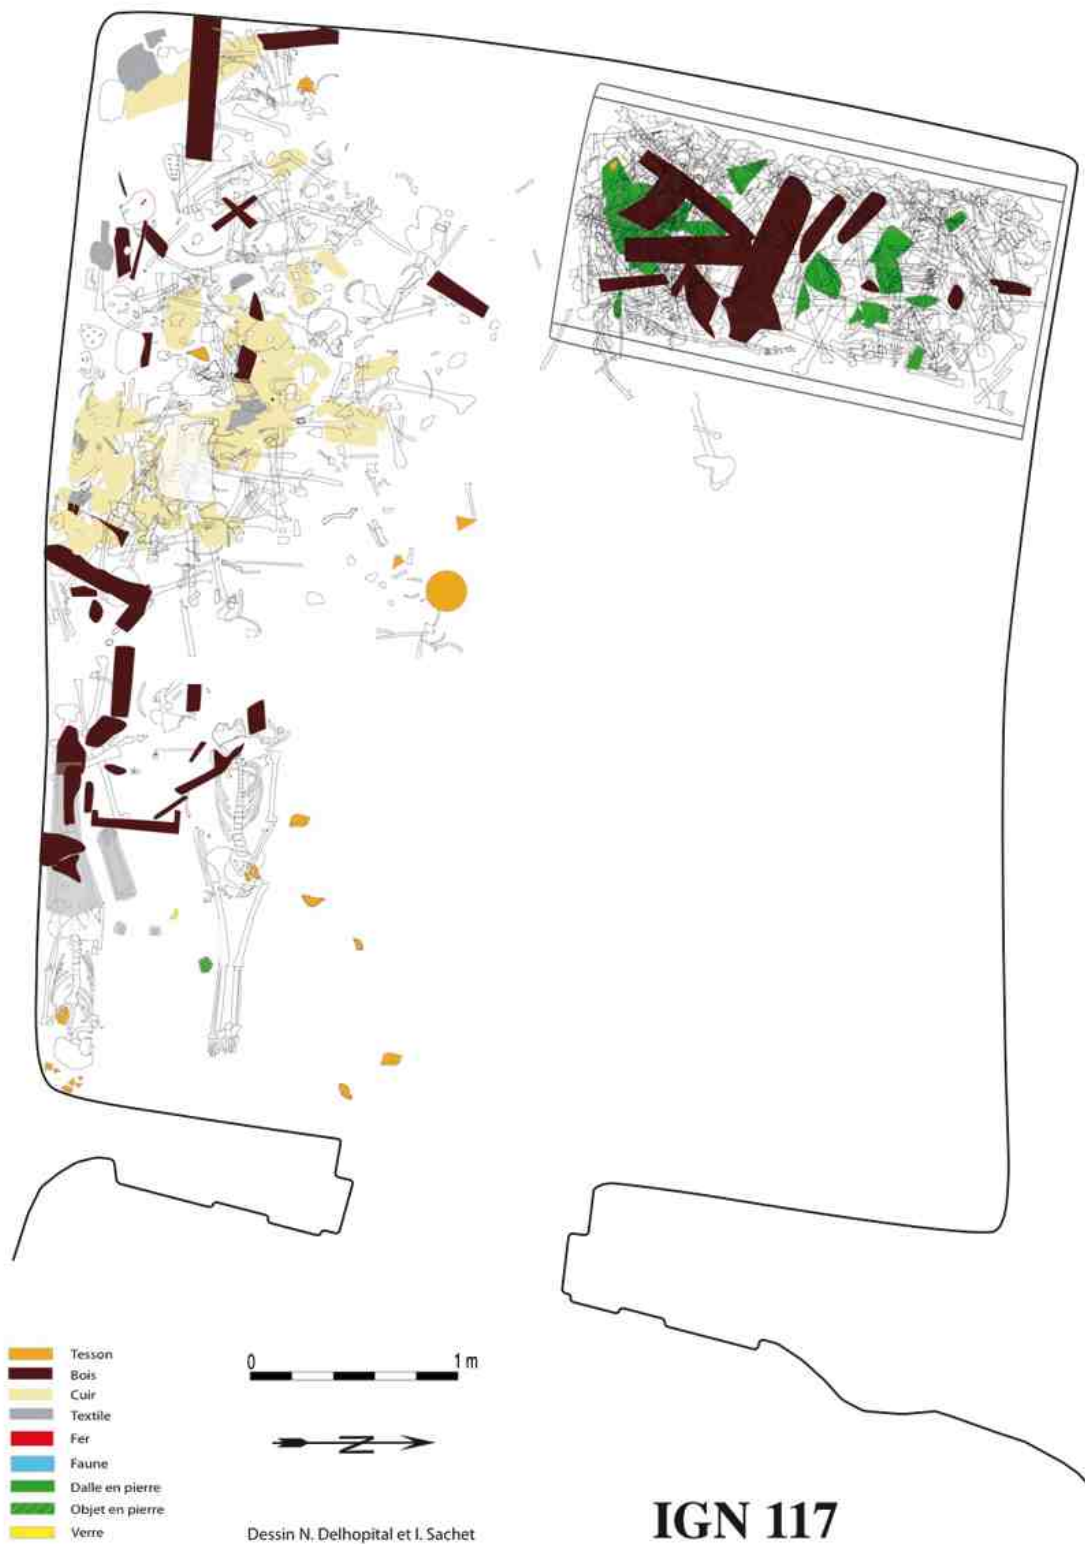 Tesson
Bois
Cuir
Textile
Fer
Faune
Dalle en pierre
Objet en pierre
Verre
0 1 m
N
Dessin N. Delhopital et I. Sachet
IGN 117